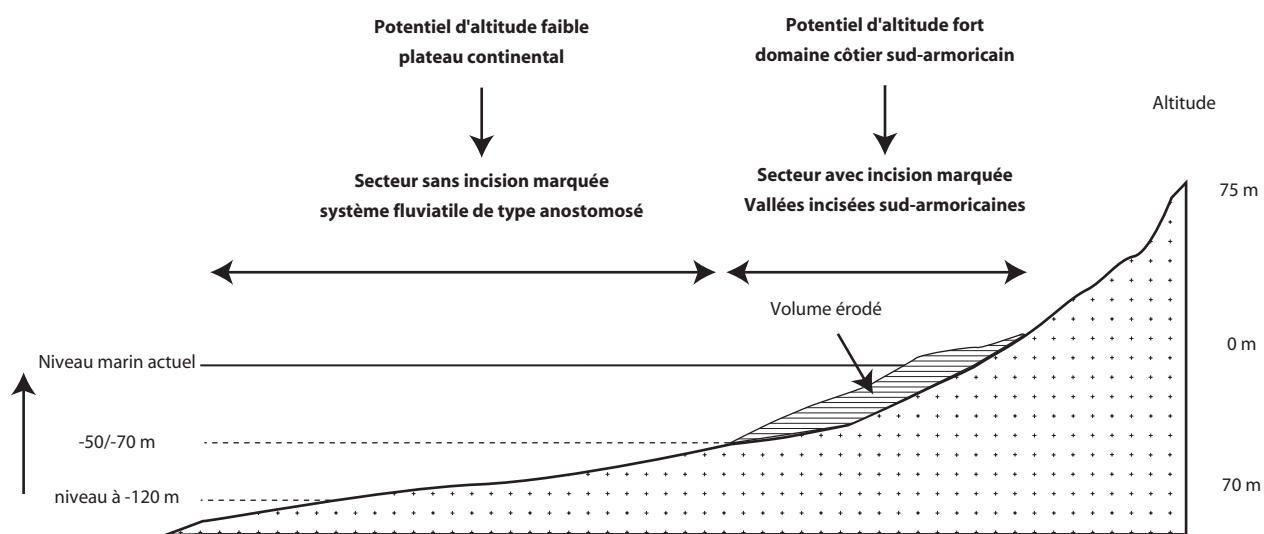 Potentiel d'altitude faible
plateau continental
Potentiel d'altitude fort
domaine côtier sud-armoricain
Altitude
Secteur sans incision marquée
système fluviatile de type anostomosé
Secteur avec incision marquée
Vallées incisées sud-armoricaines
75 m
Volume érodé
Niveau marin actuel
0 m
-50/-70 m
niveau à -120 m
70 m